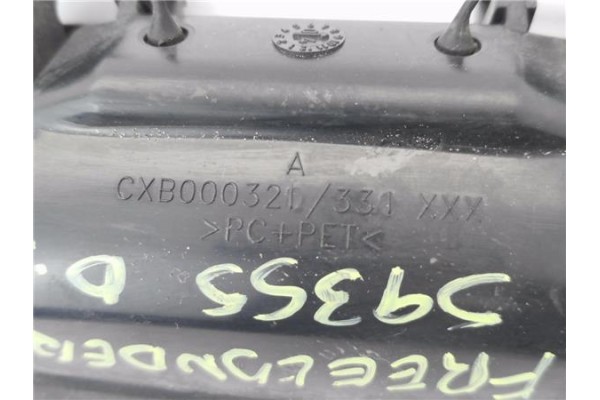 A
CXB000321/331 XXX
>PC+PET<
59355 D.
FREELANDER